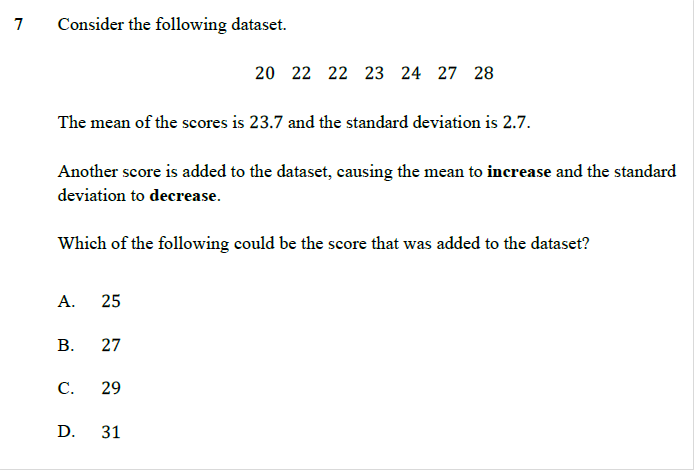 7 Consider the following dataset.
20 22 22 23 24 27 28
The mean of the scores is 23.7 and the standard deviation is 2.7.
Another score is added to the dataset, causing the mean to increase and the standard
deviation to decrease.
Which of the following could be the score that was added to the dataset?
A. 25
B. 27
C. 29
D. 31